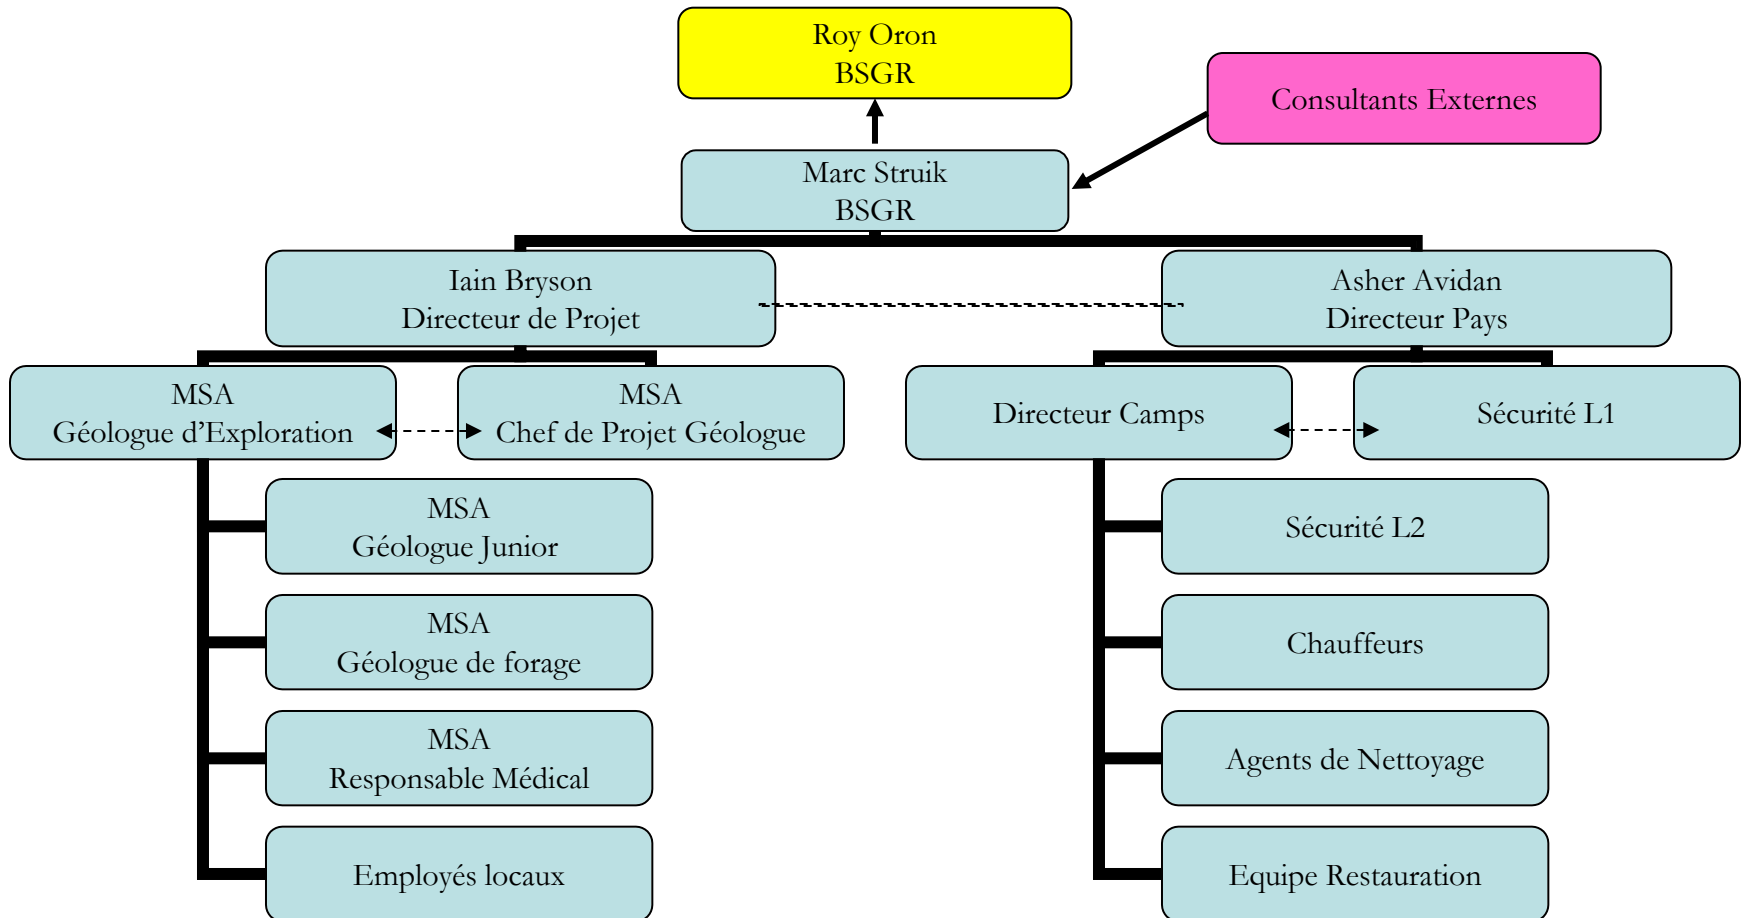 Roy Oron
BSGR
Consultants Externes
Marc Struik
BSGR
Iain Bryson
Directeur de Projet
Asher Avidan
Directeur Pays
MSA
Géologue d’Exploration
MSA
Chef de Projet Géologue
Directeur Camps
Sécurité L1
MSA
Géologue Junior
MSA
Géologue de forage
MSA
Responsable Médical
Employés locaux
Sécurité L2
Chauffeurs
Agents de Nettoyage
Equipe Restauration